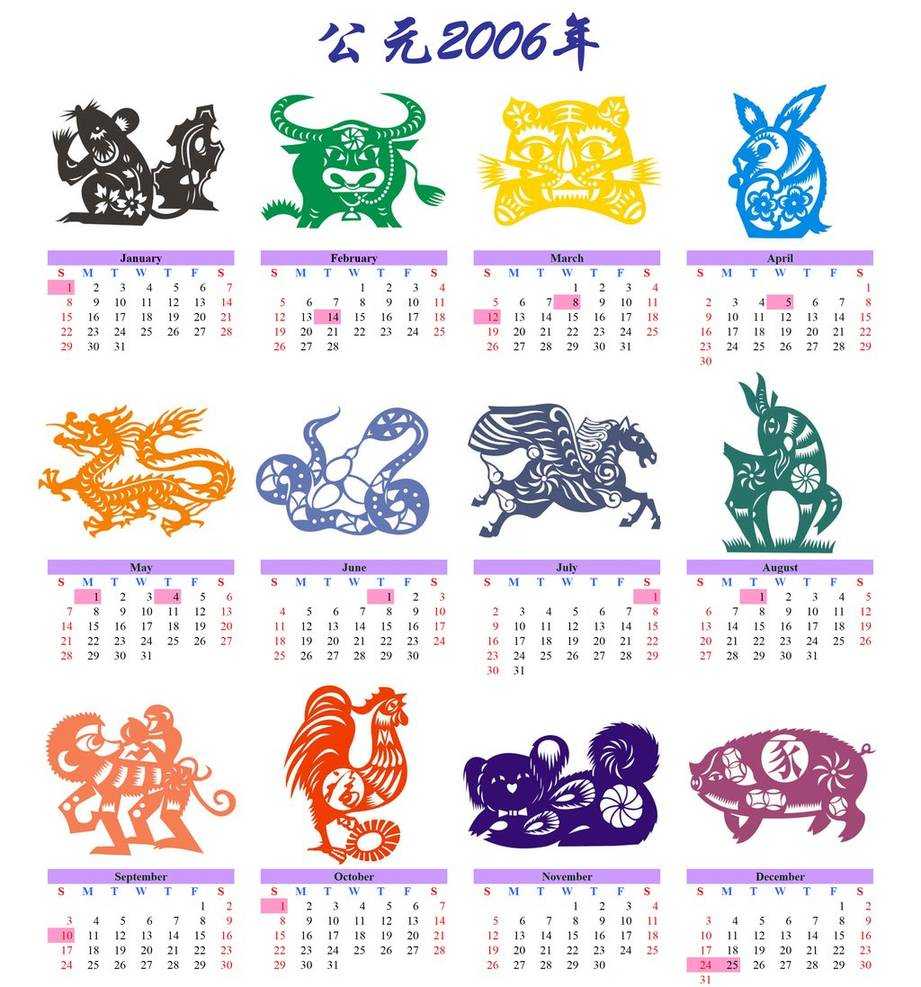 公元2006年
January
S M T W T F S
1 2 3 4 5 6 7
8 9 10 11 12 13 14
15 16 17 18 19 20 21
22 23 24 25 26 27 28
29 30 31
February
S M T W T F S
1 2 3 4
5 6 7 8 9 10 11
12 13 14 15 16 17 18
19 20 21 22 23 24 25
26 27 28
March
S M T W T F S
1 2 3 4
5 6 7 8 9 10 11
12 13 14 15 16 17 18
19 20 21 22 23 24 25
26 27 28 29 30 31
April
S M T W T F S
1
2 3 4 5 6 7 8
9 10 11 12 13 14 15
16 17 18 19 20 21 22
23 24 25 26 27 28 29
30
May
S M T W T F S
1 2 3 4 5 6
7 8 9 10 11 12 13
14 15 16 17 18 19 20
21 22 23 24 25 26 27
28 29 30 31
June
S M T W T F S
1 2 3
4 5 6 7 8 9 10
11 12 13 14 15 16 17
18 19 20 21 22 23 24
25 26 27 28 29 30
July
S M T W T F S
1
2 3 4 5 6 7 8
9 10 11 12 13 14 15
16 17 18 19 20 21 22
23 24 25 26 27 28 29
30 31
August
S M T W T F S
1 2 3 4 5
6 7 8 9 10 11 12
13 14 15 16 17 18 19
20 21 22 23 24 25 26
27 28 29 30 31
September
S M T W T F S
1 2
3 4 5 6 7 8 9
10 11 12 13 14 15 16
17 18 19 20 21 22 23
24 25 26 27 28 29 30
福
October
S M T W T F S
1 2 3 4 5 6 7
8 9 10 11 12 13 14
15 16 17 18 19 20 21
22 23 24 25 26 27 28
29 30 31
November
S M T W T F S
1 2 3 4
5 6 7 8 9 10 11
12 13 14 15 16 17 18
19 20 21 22 23 24 25
26 27 28 29 30
December
S M T W T F S
1 2
3 4 5 6 7 8 9
10 11 12 13 14 15 16
17 18 19 20 21 22 23
24 25 26 27 28 29 30
31